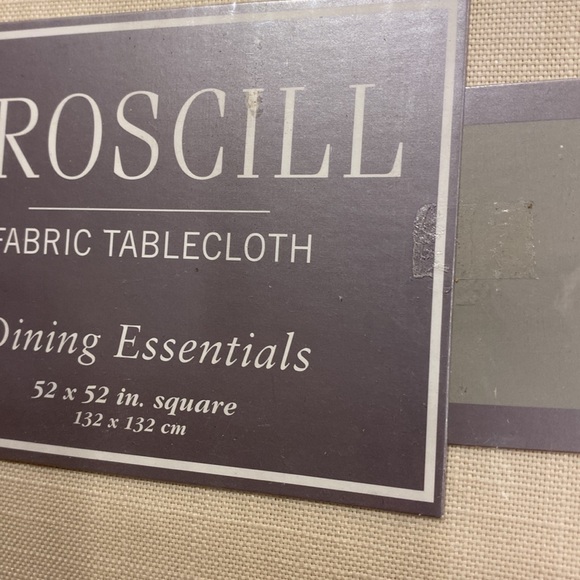 ROSCILL
FABRIC TABLECLOTH
Dining Essentials
52 x 52 in. square
132 x 132 cm